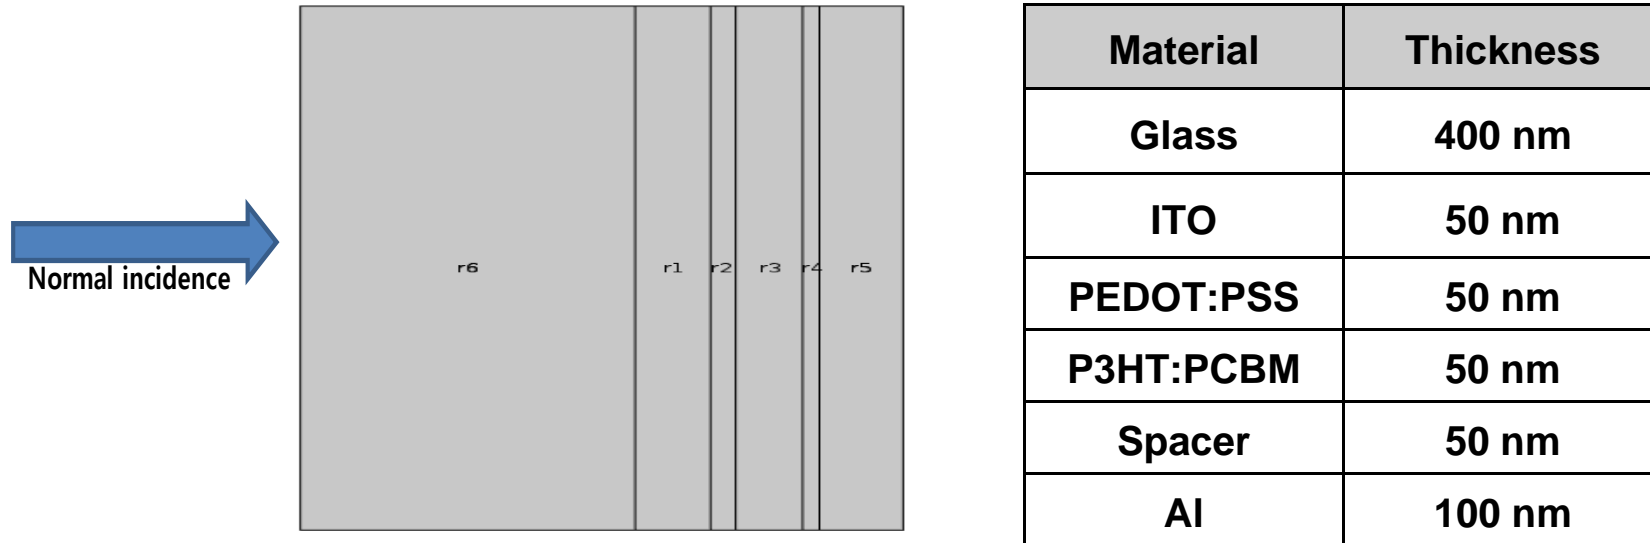 Normal incidence
r6 r1 r2 r3 r4 r5
Material Thickness
Glass 400 nm
ITO 50 nm
PEDOT:PSS 50 nm
P3HT:PCBM 50 nm
Spacer 50 nm
Al 100 nm